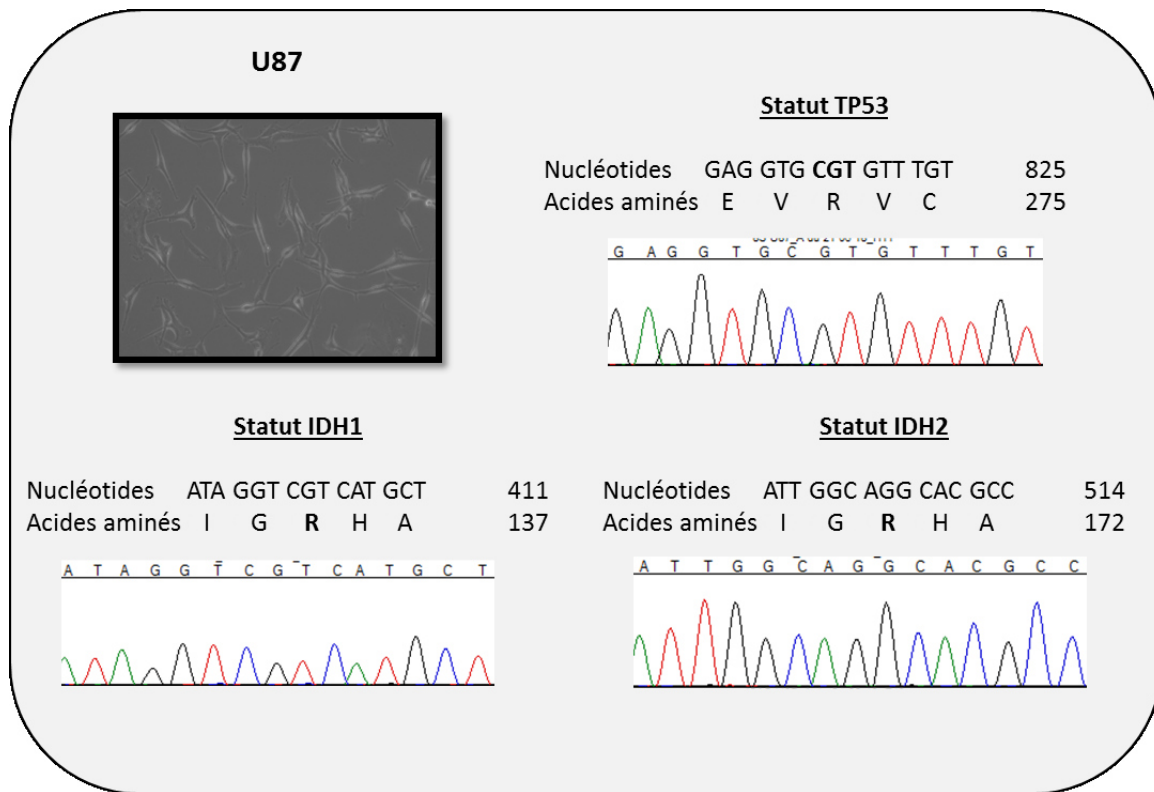 U87
Statut TP53
Nucléotides GAG GTG CGT GTT TGT 825
Acides aminés E V R V C 275
G A G G T G C G T G T T T G T
Statut IDH1
Nucléotides ATA GGT CGT CAT GCT 411
Acides aminés I G R H A 137
A T A G G T C G T C A T G C T
Statut IDH2
Nucléotides ATT GGC AGG CAC GCC 514
Acides aminés I G R H A 172
A T T G G C A G G C A C G C C